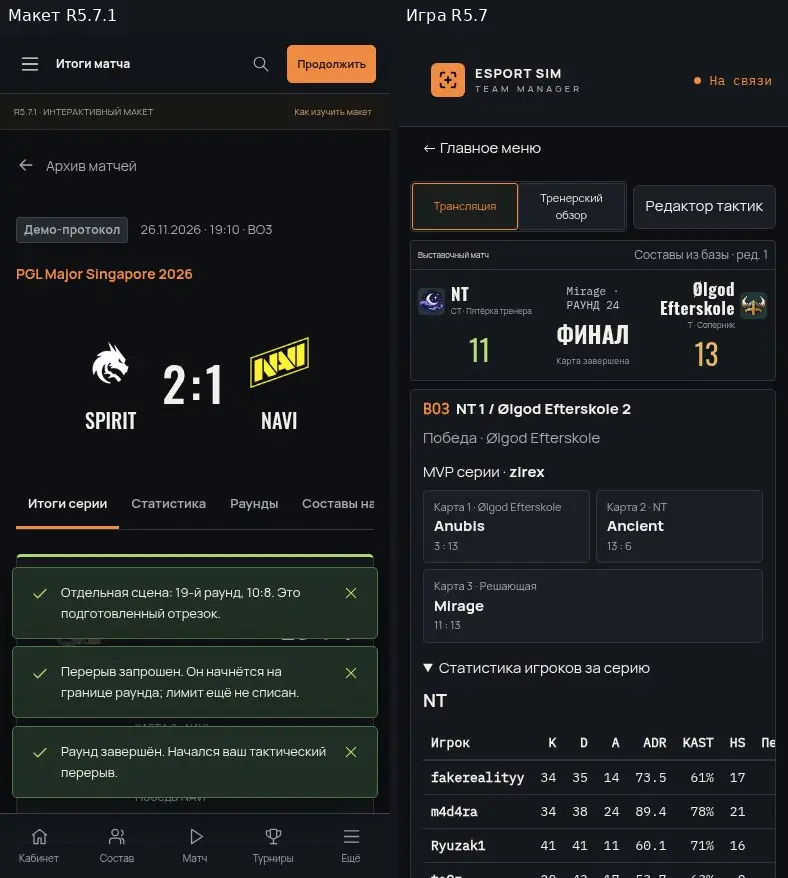 Макет R5.7.1
Итоги матча
Продолжить
R5.7.1 · ИНТЕРАКТИВНЫЙ МАКЕТ
Как изучить макет
Архив матчей
Демо-протокол
26.11.2026 · 19:10 · BO3
PGL Major Singapore 2026
2:1
SPIRIT
NAVI
NAVI
Итоги серии
Статистика
Раунды
Составы на
Отдельная сцена: 19-й раунд, 10:8. Это
подготовленный отрезок.
Перерыв запрошен. Он начнётся на
границе раунда; лимит ещё не списан.
Раунд завершён. Начался ваш тактический
перерыв.
Победа NAVI
Кабинет
Состав
Матч
Турниры
Ещё
Игра R5.7
ESPORT SIM
TEAM MANAGER
На связи
← Главное меню
Трансляция
Тренерский
обзор
Редактор тактик
Выставочный матч
Составы из базы · ред. 1
NT
CT · Пятёрка тренера
11
Mirage ·
РАУНД 24
ФИНАЛ
Карта завершена
Ølgod
Efterskole
T · Соперник
13
BO3 NT 1 / Ølgod Efterskole 2
Победа · Ølgod Efterskole
MVP серии · zirex
Карта 1 · Ølgod Efterskole
Anubis
3 : 13
Карта 2 · NT
Ancient
13 : 6
Карта 3 · Решающая
Mirage
11 : 13
▼ Статистика игроков за серию
NT
Игрок K D A ADR KAST HS Пе
fakerealityy 34 35 14 73.5 61% 17
m4d4ra 34 38 24 89.4 78% 21
Ryuzak1 41 41 11 60.1 71% 16